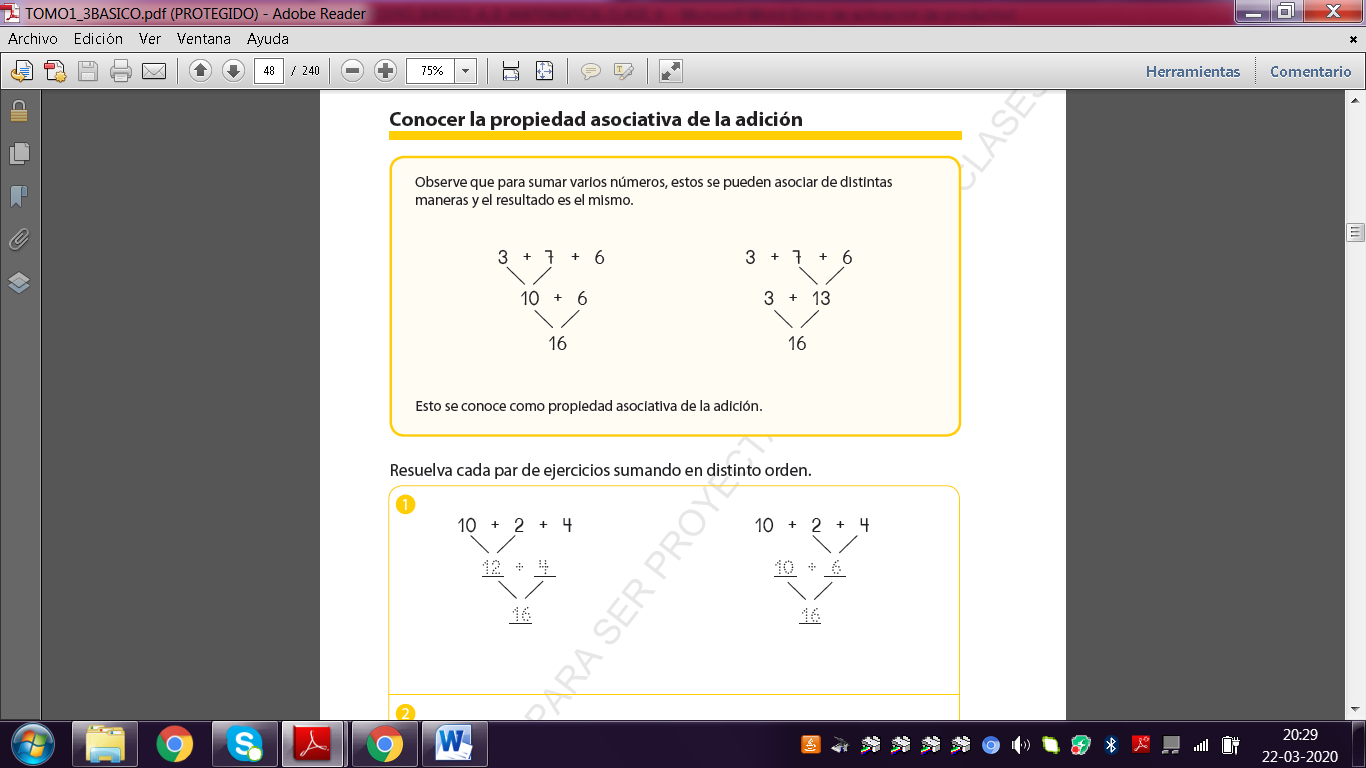 TOMO1_3BASICO.pdf (PROTEGIDO) - Adobe Reader
Archivo Edición Ver Ventana Ayuda
48 / 240 75% Herramientas Comentario
Conocer la propiedad asociativa de la adición
Observe que para sumar varios números, estos se pueden asociar de distintas
maneras y el resultado es el mismo.
3 + 7 + 6 3 + 7 + 6
10 + 6 3 + 13
16 16
Esto se conoce como propiedad asociativa de la adición.
Resuelva cada par de ejercicios sumando en distinto orden.
1
10 + 2 + 4 10 + 2 + 4
12 + 4 10 + 6
16 16
2
PARA SER PROYECTA
CLASES
20:29
22-03-2020